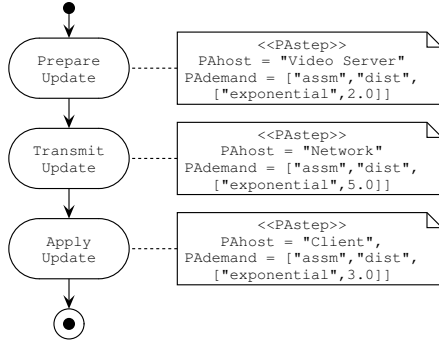 Prepare
Update
<<PAstep>>
PAhost = "Video Server"
PAdemand = ["assm","dist",
["exponential",2.0]]
Transmit
Update
<<PAstep>>
PAhost = "Network"
PAdemand = ["assm","dist",
["exponential",5.0]]
Apply
Update
<<PAstep>>
PAhost = "Client",
PAdemand = ["assm","dist",
["exponential",3.0]]